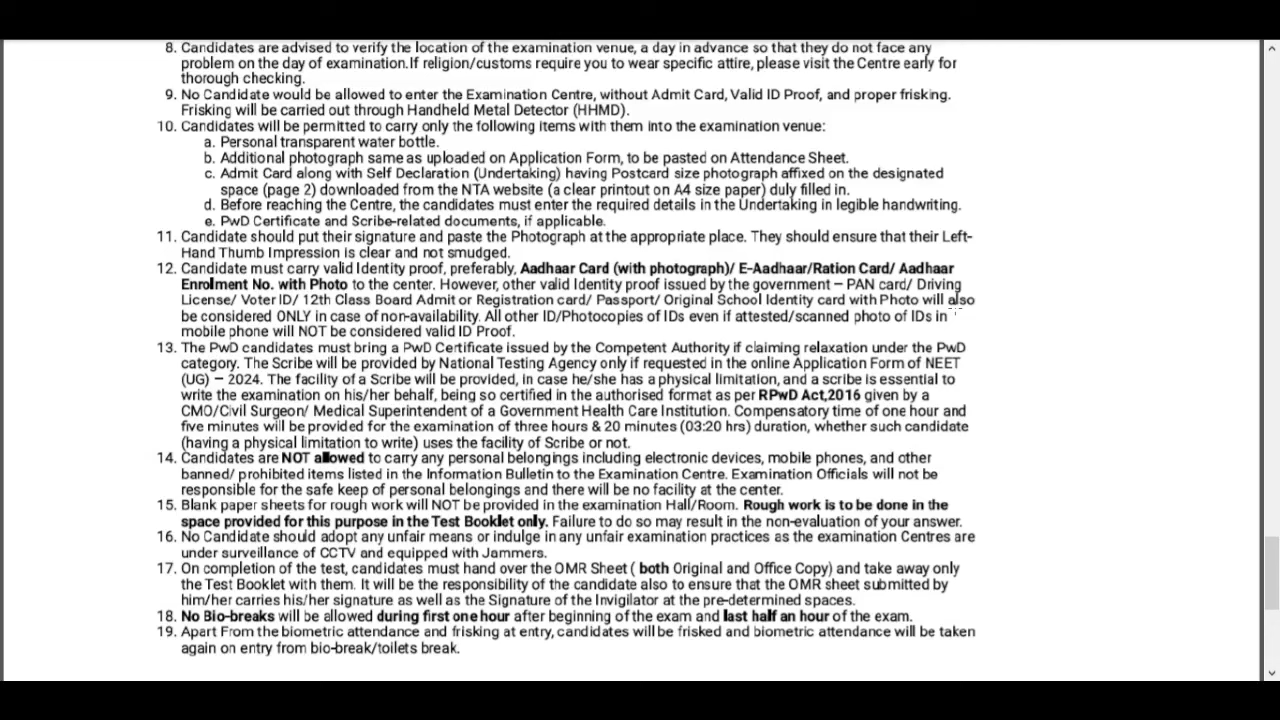 8. Candidates are advised to verify the location of the examination venue, a day in advance so that they do not face any
problem on the day of examination.If religion/customs require you to wear specific attire, please visit the Centre early for
thorough checking.
9. No Candidate would be allowed to enter the Examination Centre, without Admit Card, Valid ID Proof, and proper frisking.
Frisking will be carried out through Handheld Metal Detector (HHMD).
10. Candidates will be permitted to carry only the following items with them into the examination venue:
a. Personal transparent water bottle.
b. Additional photograph same as uploaded on Application Form, to be pasted on Attendance Sheet.
c. Admit Card along with Self Declaration (Undertaking) having Postcard size photograph affixed on the designated
space (page 2) downloaded from the NTA website (a clear printout on A4 size paper) duly filled in.
d. Before reaching the Centre, the candidates must enter the required details in the Undertaking in legible handwriting.
e. PwD Certificate and Scribe-related documents, if applicable.
11. Candidate should put their signature and paste the Photograph at the appropriate place. They should ensure that their Left-
Hand Thumb Impression is clear and not smudged.
12. Candidate must carry valid Identity proof, preferably, Aadhaar Card (with photograph)/ E-Aadhaar/Ration Card/ Aadhaar
Enrolment No. with Photo to the center. However, other valid Identity proof issued by the government – PAN card/ Driving
License/ Voter ID/ 12th Class Board Admit or Registration card/ Passport/ Original School Identity card with Photo will also
be considered ONLY in case of non-availability. All other ID/Photocopies of IDs even if attested/scanned photo of IDs in
mobile phone will NOT be considered valid ID Proof.
13. The PwD candidates must bring a PwD Certificate issued by the Competent Authority if claiming relaxation under the PwD
category. The Scribe will be provided by National Testing Agency only if requested in the online Application Form of NEET
(UG) – 2024. The facility of a Scribe will be provided, in case he/she has a physical limitation, and a scribe is essential to
write the examination on his/her behalf, being so certified in the authorised format as per RPwD Act,2016 given by a
CMO/Civil Surgeon/ Medical Superintendent of a Government Health Care Institution. Compensatory time of one hour and
five minutes will be provided for the examination of three hours & 20 minutes (03:20 hrs) duration, whether such candidate
(having a physical limitation to write) uses the facility of Scribe or not.
14. Candidates are NOT allowed to carry any personal belongings including electronic devices, mobile phones, and other
banned/ prohibited items listed in the Information Bulletin to the Examination Centre. Examination Officials will not be
responsible for the safe keep of personal belongings and there will be no facility at the center.
15. Blank paper sheets for rough work will NOT be provided in the examination Hall/Room. Rough work is to be done in the
space provided for this purpose in the Test Booklet only. Failure to do so may result in the non-evaluation of your answer.
16. No Candidate should adopt any unfair means or indulge in any unfair examination practices as the examination Centres are
under surveillance of CCTV and equipped with Jammers.
17. On completion of the test, candidates must hand over the OMR Sheet ( both Original and Office Copy) and take away only
the Test Booklet with them. It will be the responsibility of the candidate also to ensure that the OMR sheet submitted by
him/her carries his/her signature as well as the Signature of the Invigilator at the pre-determined spaces.
18. No Bio-breaks will be allowed during first one hour after beginning of the exam and last half an hour of the exam.
19. Apart From the biometric attendance and frisking at entry, candidates will be frisked and biometric attendance will be taken
again on entry from bio-break/toilets break.